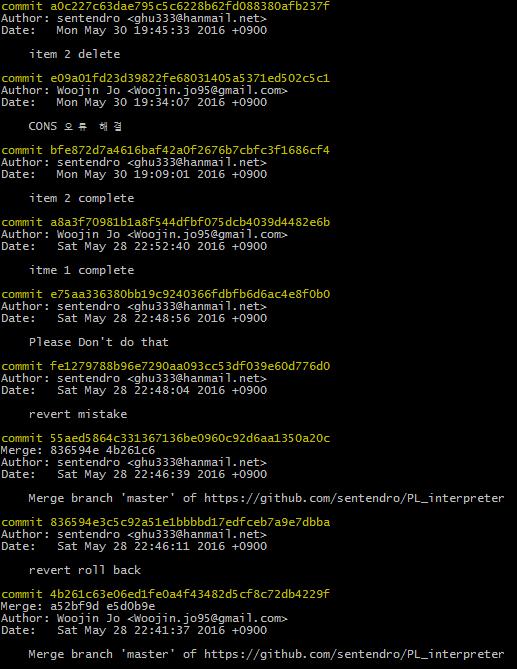 commit a0c227c63dae795c5c6228b62fd088380afb237f
Author: sentendro <ghu333@hanmail.net>
Date:   Mon May 30 19:45:33 2016 +0900
item 2 delete
commit e09a01fd23d39822fe68031405a5371ed502c5c1
Author: Woojin Jo <Woojin.jo95@gmail.com>
Date:   Mon May 30 19:34:07 2016 +0900
CONS 오류 해결
commit bfe872d7a4616baf42a0f2676b7cbfc3f1686cf4
Author: sentendro <ghu333@hanmail.net>
Date:   Mon May 30 19:09:01 2016 +0900
item 2 complete
commit a8a3f70981b1a8f544dfbf075dcb4039d4482e6b
Author: Woojin Jo <Woojin.jo95@gmail.com>
Date:   Sat May 28 22:52:40 2016 +0900
itme 1 complete
commit e75aa336380bb19c9240366fdbfb6d6ac4e8f0b0
Author: sentendro <ghu333@hanmail.net>
Date:   Sat May 28 22:48:56 2016 +0900
Please Don't do that
commit fe1279788b96e7290aa093cc53df039e60d776d0
Author: sentendro <ghu333@hanmail.net>
Date:   Sat May 28 22:48:04 2016 +0900
revert mistake
commit 55aed5864c331367136be0960c92d6aa1350a20c
Merge: 836594e 4b261c6
Author: sentendro <ghu333@hanmail.net>
Date:   Sat May 28 22:46:39 2016 +0900
Merge branch 'master' of https://github.com/sentendro/PL_interpreter
commit 836594e3c5c92a51e1bbbbd17edfceb7a9e7dbba
Author: sentendro <ghu333@hanmail.net>
Date:   Sat May 28 22:46:11 2016 +0900
revert roll back
commit 4b261c63e06ed1fe0a4f43482d5cf8c72db4229f
Merge: a52bf9d e5d0b9e
Author: Woojin Jo <Woojin.jo95@gmail.com>
Date:   Sat May 28 22:41:37 2016 +0900
Merge branch 'master' of https://github.com/sentendro/PL_interpreter